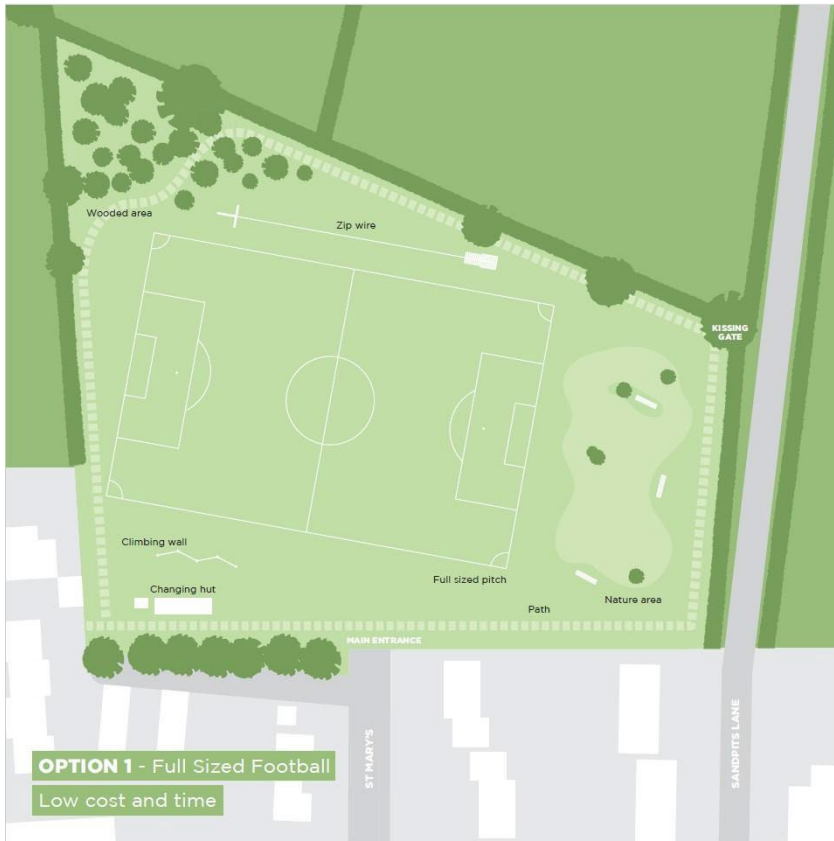 Wooded area
Zip wire
KISSING
GATE
Climbing wall
Changing hut
Full sized pitch
Nature area
Path
MAIN ENTRANCE
ST MARY'S
SANDPITS LANE
OPTION 1 - Full Sized Football
Low cost and time